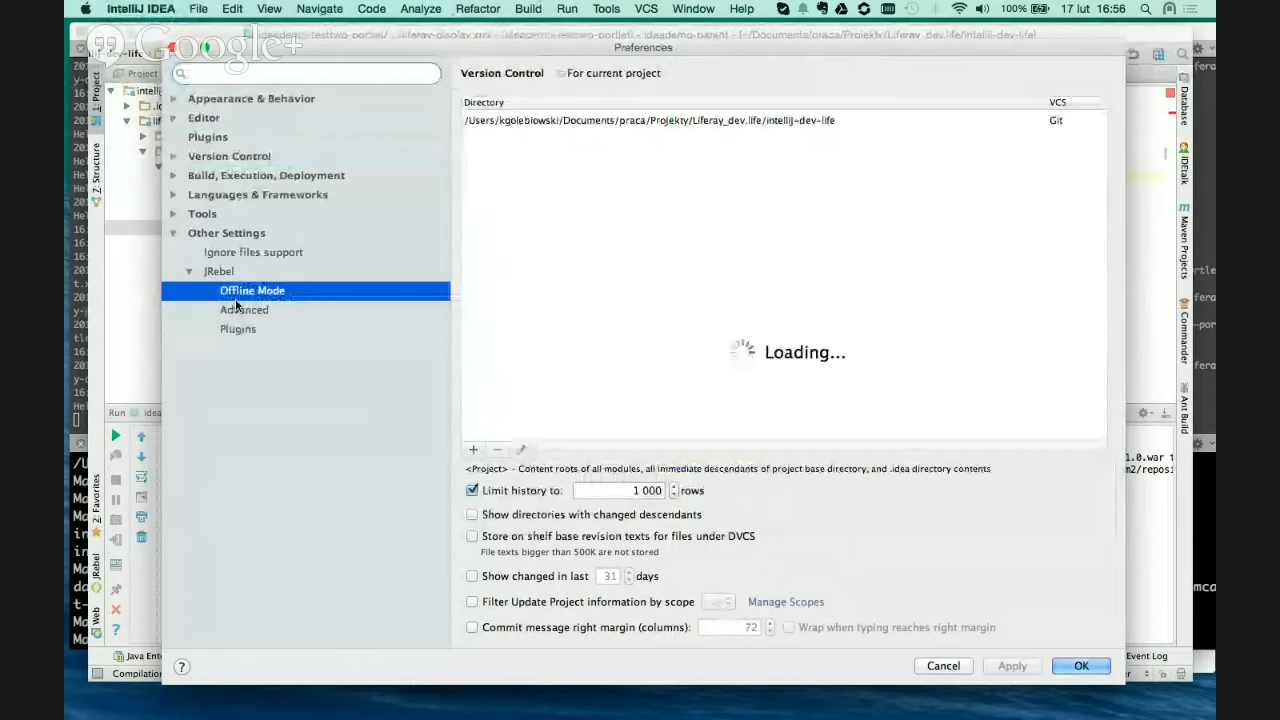 IntelliJ IDEA File Edit View Navigate Code Analyze Refactor Build Run Tools VCS Window Help 100% 17 lut 16:56
Google+
Preferences
Version Control For current project
Project
Appearance & Behavior
Editor
Plugins
Version Control
Build, Execution, Deployment
Languages & Frameworks
Tools
Other Settings
Ignore files support
JRebel
Offline Mode
Advanced
Plugins
Directory VCS
/Users/kgolebiowski/Documents/praca/Projekty/Liferay_dev.life/intellij-dev-life Git
Loading...
<Project> - Content roots of all modules, all immediate descendants of project base directory, and .idea directory contents
Limit history to: 1 000 rows
Show directories with changed descendants
Store on shelf base revision texts for files under DVCS
File texts bigger than 500K are not stored
Show changed in last 31 days
Filter Update Project information by scope Manage Scopes
Commit message right margin (columns): 72 Wrap when typing reaches right margin
? Cancel Apply OK
1: Project
7: Structure
2: Favorites
JRebel
Web
Run idea
Java Ente
Compilation
Database
IDEtalk
Maven Projects
Commander
Ant Build
Event Log